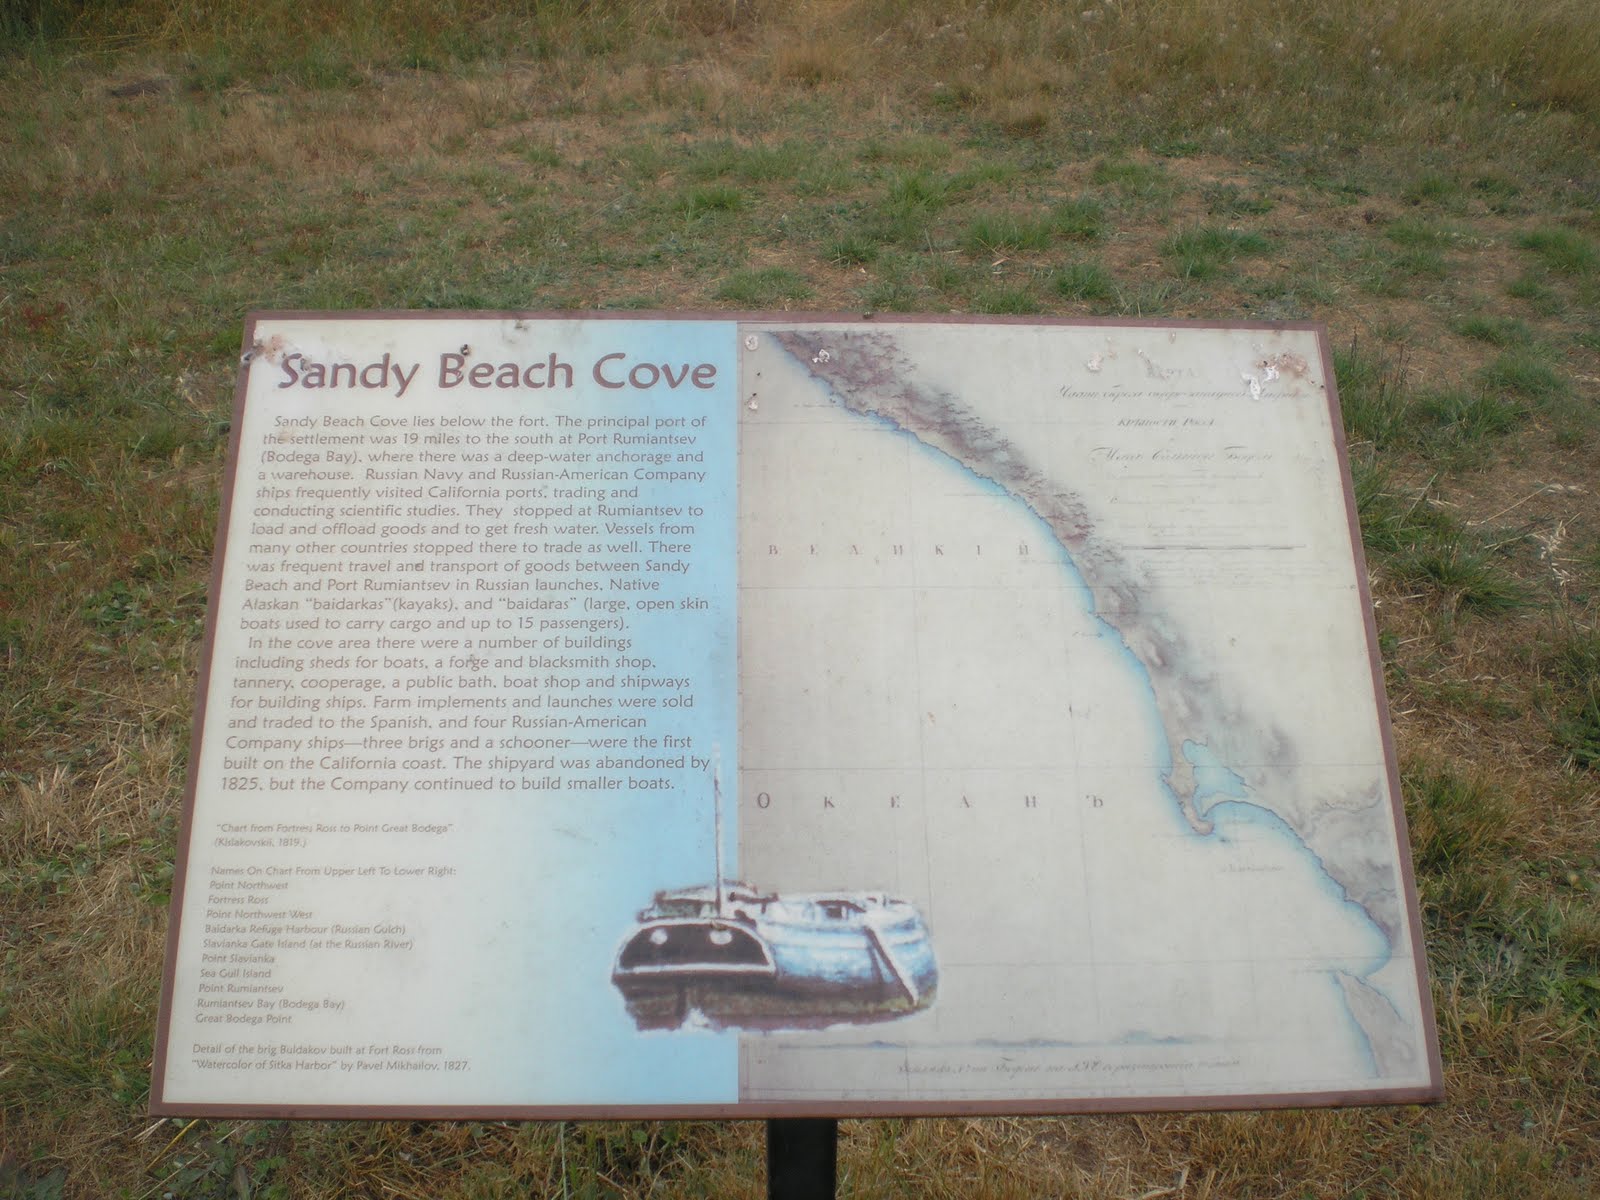 Sandy Beach Cove
Sandy Beach Cove lies below the fort. The principal port of
the settlement was 19 miles to the south at Port Rumiantsev
(Bodega Bay), where there was a deep-water anchorage and
a warehouse. Russian Navy and Russian-American Company
ships frequently visited California ports, trading and
conducting scientific studies. They stopped at Rumiantsev to
load and offload goods and to get fresh water. Vessels from
many other countries stopped there to trade as well. There
was frequent travel and transport of goods between Sandy
Beach and Port Rumiantsev in Russian launches, Native
Alaskan "baidarkas"(kayaks), and "baidaras" (large, open skin
boats used to carry cargo and up to 15 passengers).
In the cove area there were a number of buildings
including sheds for boats, a forge and blacksmith shop,
tannery, cooperage, a public bath, boat shop and shipways
for building ships. Farm implements and launches were sold
and traded to the Spanish, and four Russian-American
Company ships—three brigs and a schooner—were the first
built on the California coast. The shipyard was abandoned by
1825, but the Company continued to build smaller boats.
"Chart from Fortress Ross to Point Great Bodega"
(Kislakovskii, 1819.)
Names On Chart From Upper Left To Lower Right:
Point Northwest
Fortress Ross
Point Northwest West
Baidarka Refuge Harbour (Russian Gulch)
Slavianka Gate Island (at the Russian River)
Point Slavianka
Sea Gull Island
Point Rumiantsev
Rumiantsev Bay (Bodega Bay)
Great Bodega Point
Detail of the brig Buldakov built at Fort Ross from
"Watercolor of Sitka Harbor" by Pavel Mikhailov, 1827.
КАРТА
КРѢПОСТИ РОССЪ
ВЕЛИКІЙ
ОКЕАНЪ